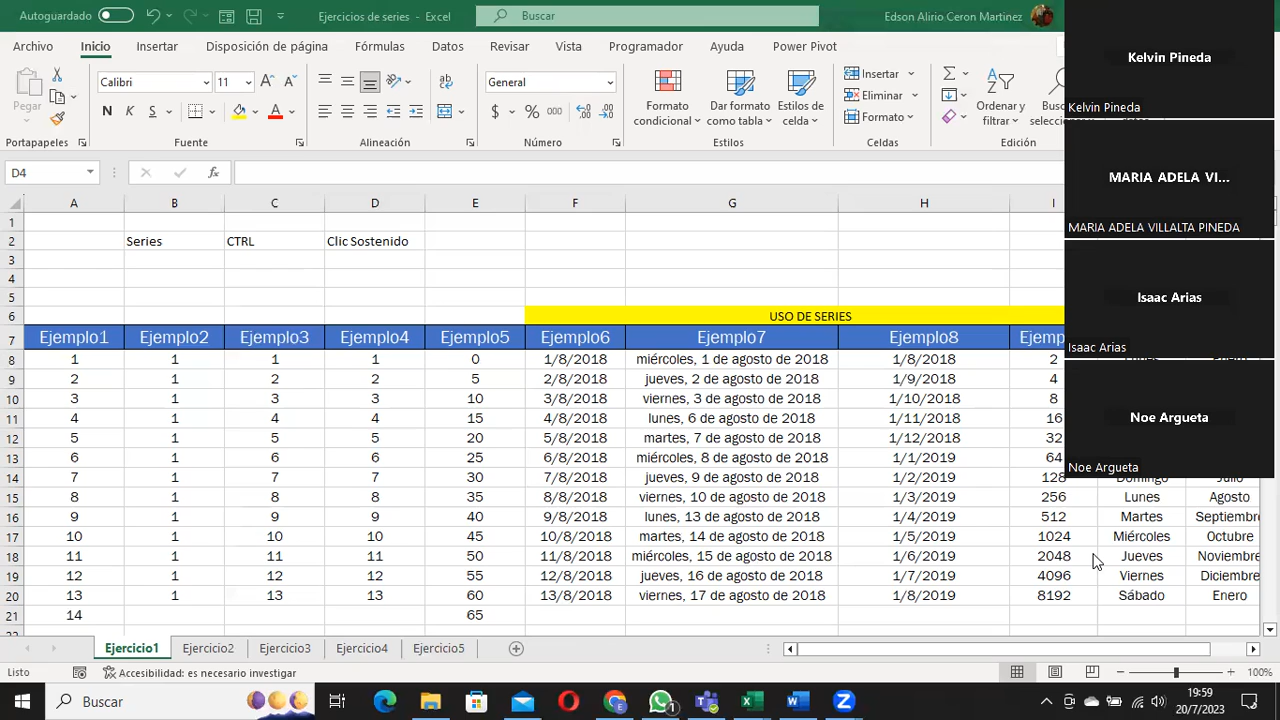 Autoguardado
Ejercicios de series - Excel
Buscar
Edson Alirio Ceron Martinez
Archivo Inicio Insertar Disposición de página Fórmulas Datos Revisar Vista Programador Ayuda Power Pivot
Pegar
Calibri 11
N K S
General
$ % 000
Formato condicional
Dar formato como tabla
Estilos de celda
Insertar
Eliminar
Formato
Ordenar y filtrar
Portapapeles Fuente Alineación Número Estilos Celdas Edición
D4 fx
A B C D E F G H I
1
2 Series CTRL Clic Sostenido
3
4
5
6 USO DE SERIES
7 Ejemplo1 Ejemplo2 Ejemplo3 Ejemplo4 Ejemplo5 Ejemplo6 Ejemplo7 Ejemplo8
8 1 1 1 1 0 1/8/2018 miércoles, 1 de agosto de 2018 1/8/2018 2
9 2 1 2 2 5 2/8/2018 jueves, 2 de agosto de 2018 1/9/2018 4
10 3 1 3 3 10 3/8/2018 viernes, 3 de agosto de 2018 1/10/2018 8
11 4 1 4 4 15 4/8/2018 lunes, 6 de agosto de 2018 1/11/2018 16
12 5 1 5 5 20 5/8/2018 martes, 7 de agosto de 2018 1/12/2018 32
13 6 1 6 6 25 6/8/2018 miércoles, 8 de agosto de 2018 1/1/2019 64
14 7 1 7 7 30 7/8/2018 jueves, 9 de agosto de 2018 1/2/2019 128 Domingo Julio
15 8 1 8 8 35 8/8/2018 viernes, 10 de agosto de 2018 1/3/2019 256 Lunes Agosto
16 9 1 9 9 40 9/8/2018 lunes, 13 de agosto de 2018 1/4/2019 512 Martes Septiembre
17 10 1 10 10 45 10/8/2018 martes, 14 de agosto de 2018 1/5/2019 1024 Miércoles Octubre
18 11 1 11 11 50 11/8/2018 miércoles, 15 de agosto de 2018 1/6/2019 2048 Jueves Noviembre
19 12 1 12 12 55 12/8/2018 jueves, 16 de agosto de 2018 1/7/2019 4096 Viernes Diciembre
20 13 1 13 13 60 13/8/2018 viernes, 17 de agosto de 2018 1/8/2019 8192 Sábado Enero
21 14 65
Ejercicio1 Ejercicio2 Ejercicio3 Ejercicio4 Ejercicio5
Listo
Accesibilidad: es necesario investigar
100%
Buscar
19:59
20/7/2023
Kelvin Pineda
Kelvin Pineda
MARIA ADELA VI...
MARIA ADELA VILLALTA PINEDA
Isaac Arias
Isaac Arias
Noe Argueta
Noe Argueta